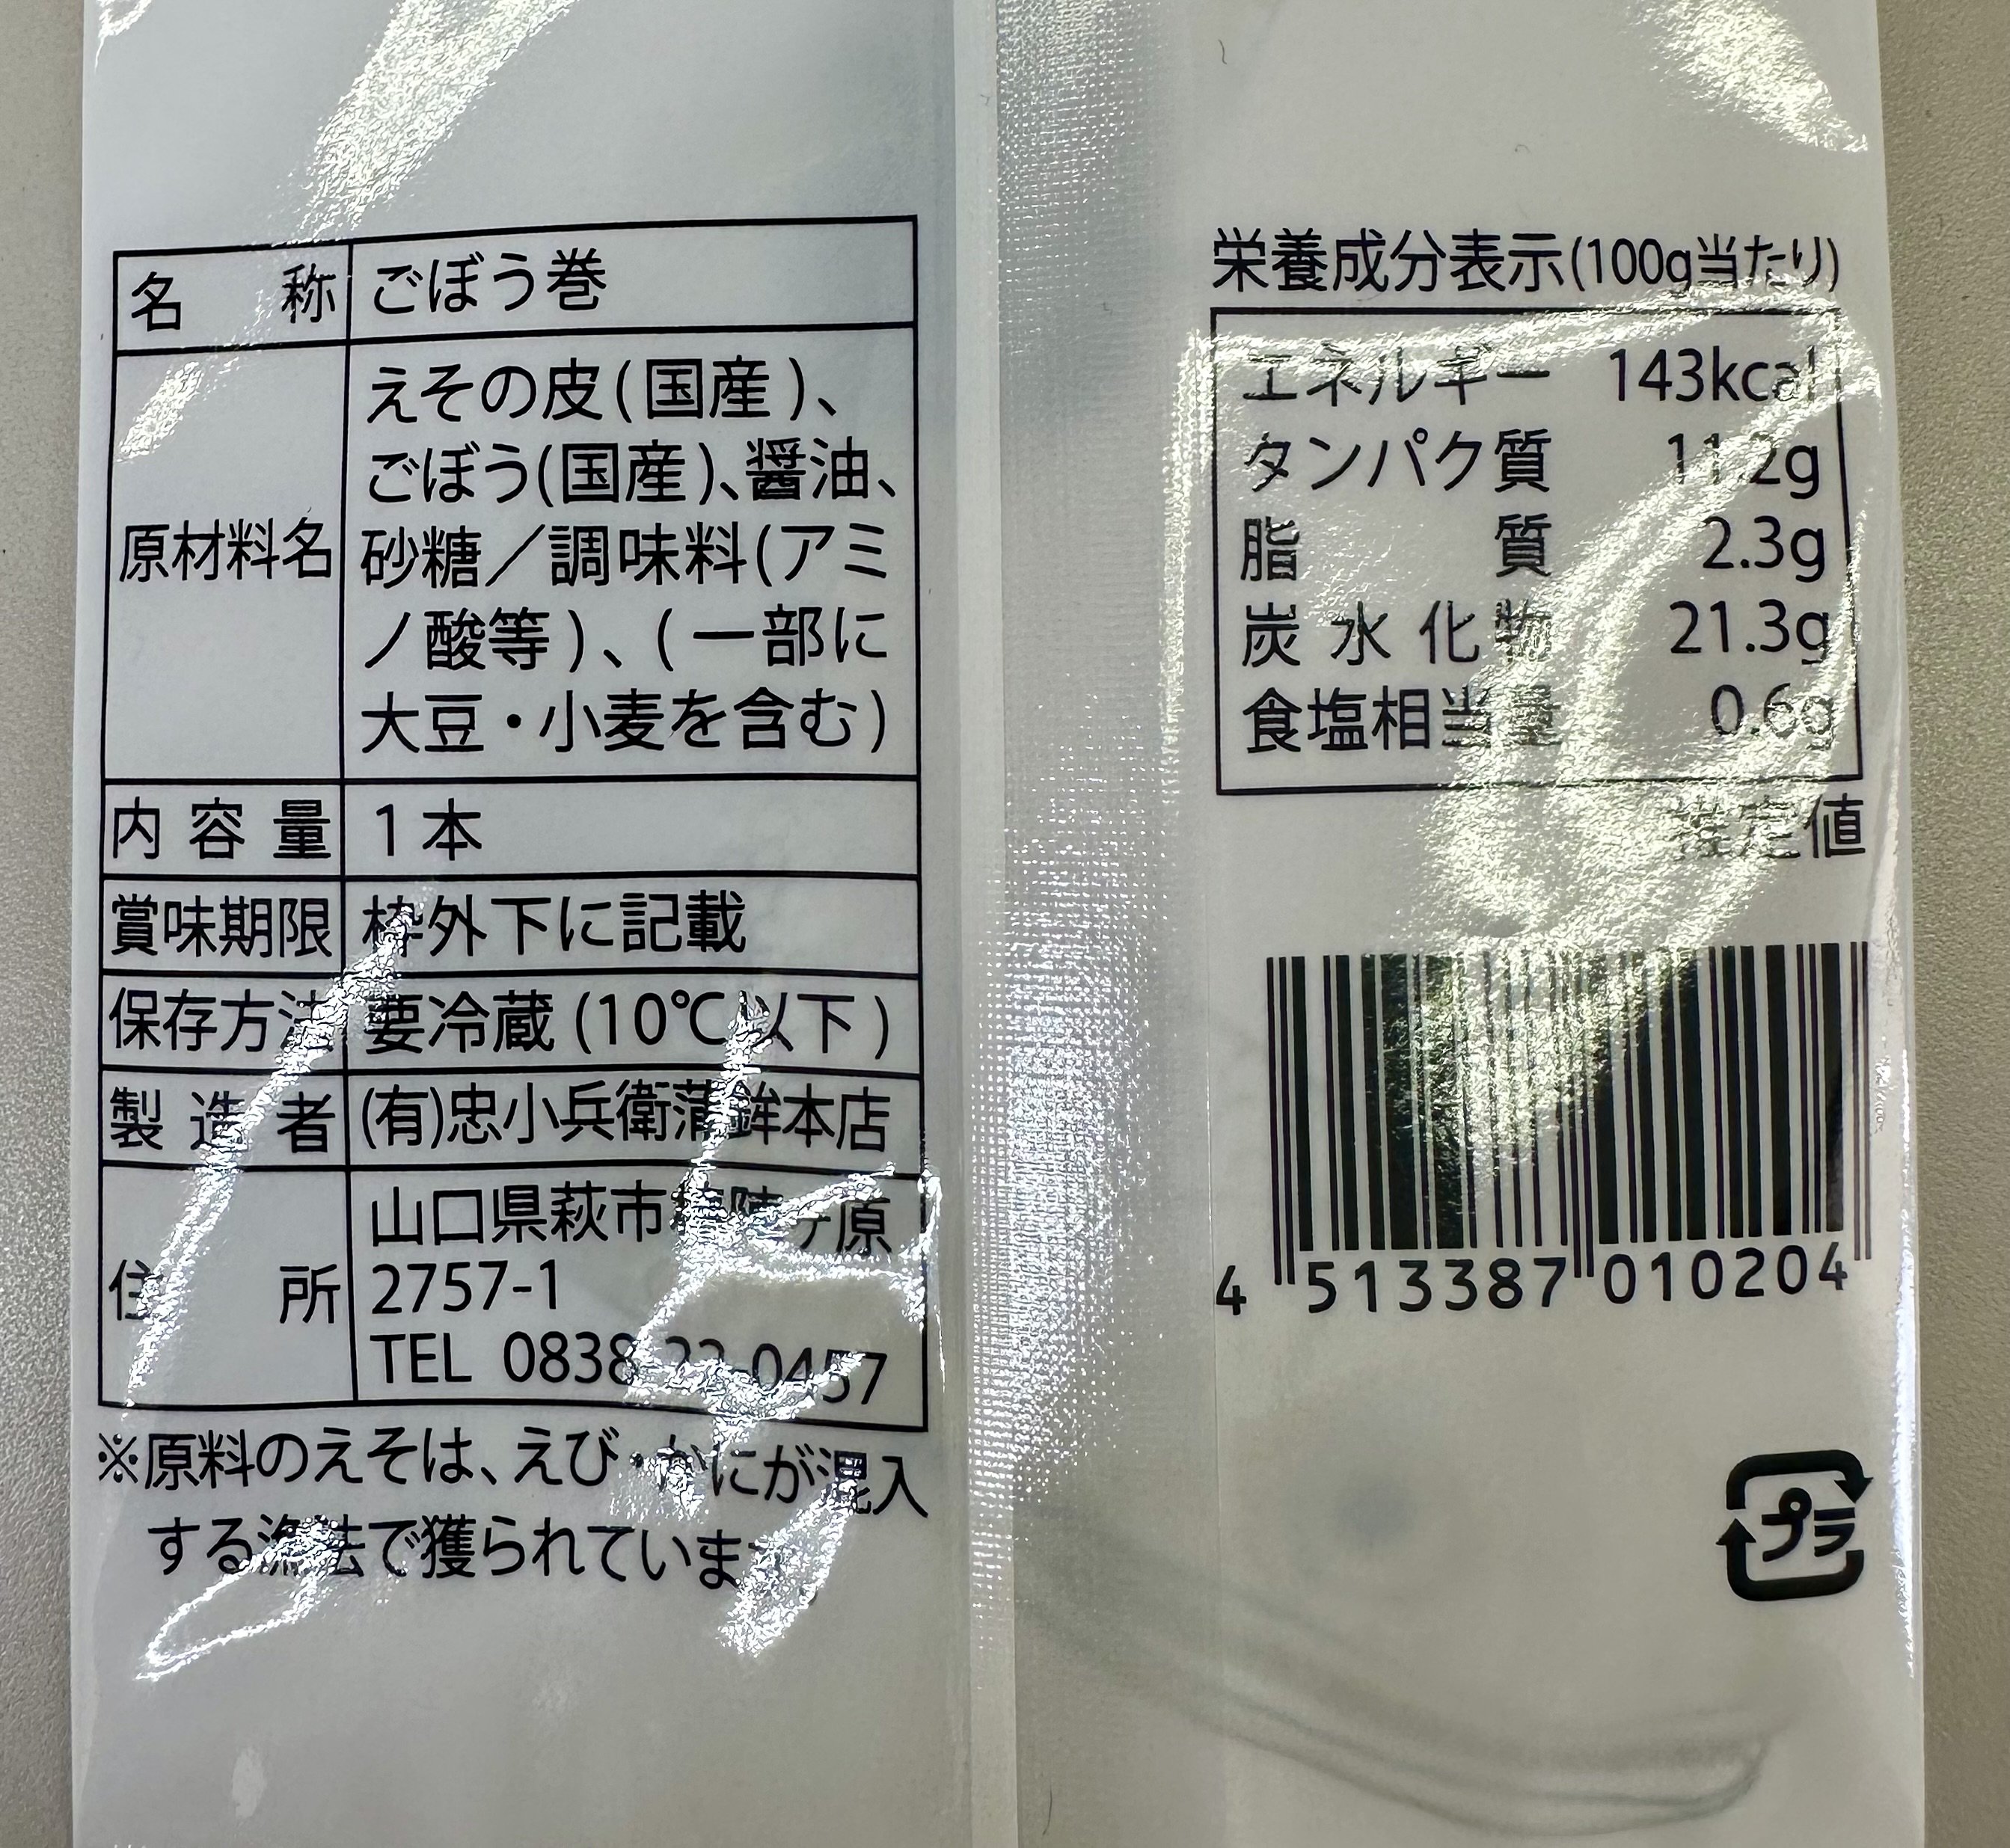 名称 ごぼう巻
原材料名 えその皮(国産)、
ごぼう(国産)、醤油、
砂糖／調味料(アミ
ノ酸等)、(一部に
大豆・小麦を含む)
内容量 1本
賞味期限 枠外下に記載
保存方法 要冷蔵(10℃以下)
製造者 (有)忠小兵衛蒲鉾本店
住所 山口県萩市 ヶ原
2757-1
TEL 0838-22-0457
※原料のえそは、えび・かにが混入
する漁法で獲られています
栄養成分表示(100g当たり)
エネルギー 143kcal
タンパク質 11.2g
脂質 2.3g
炭水化物 21.3g
食塩相当量 0.6g
推定値
4 513387 010204
プラ